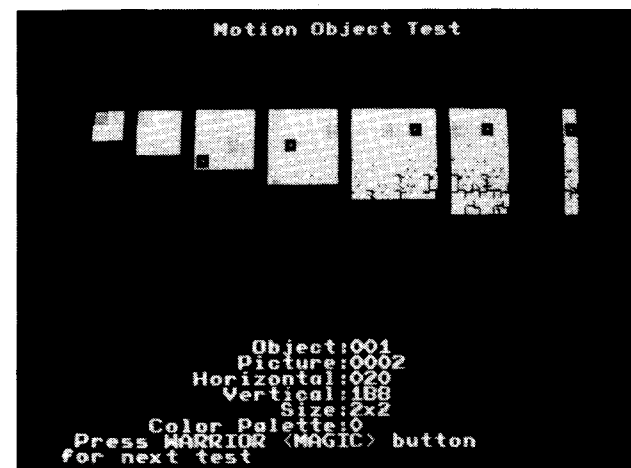 Motion Object Test
Object:001
Picture:0002
Horizontal:020
Vertical:1B8
Size:2x2
Color Palette:0
Press WARRIOR <MAGIC> button
for next test